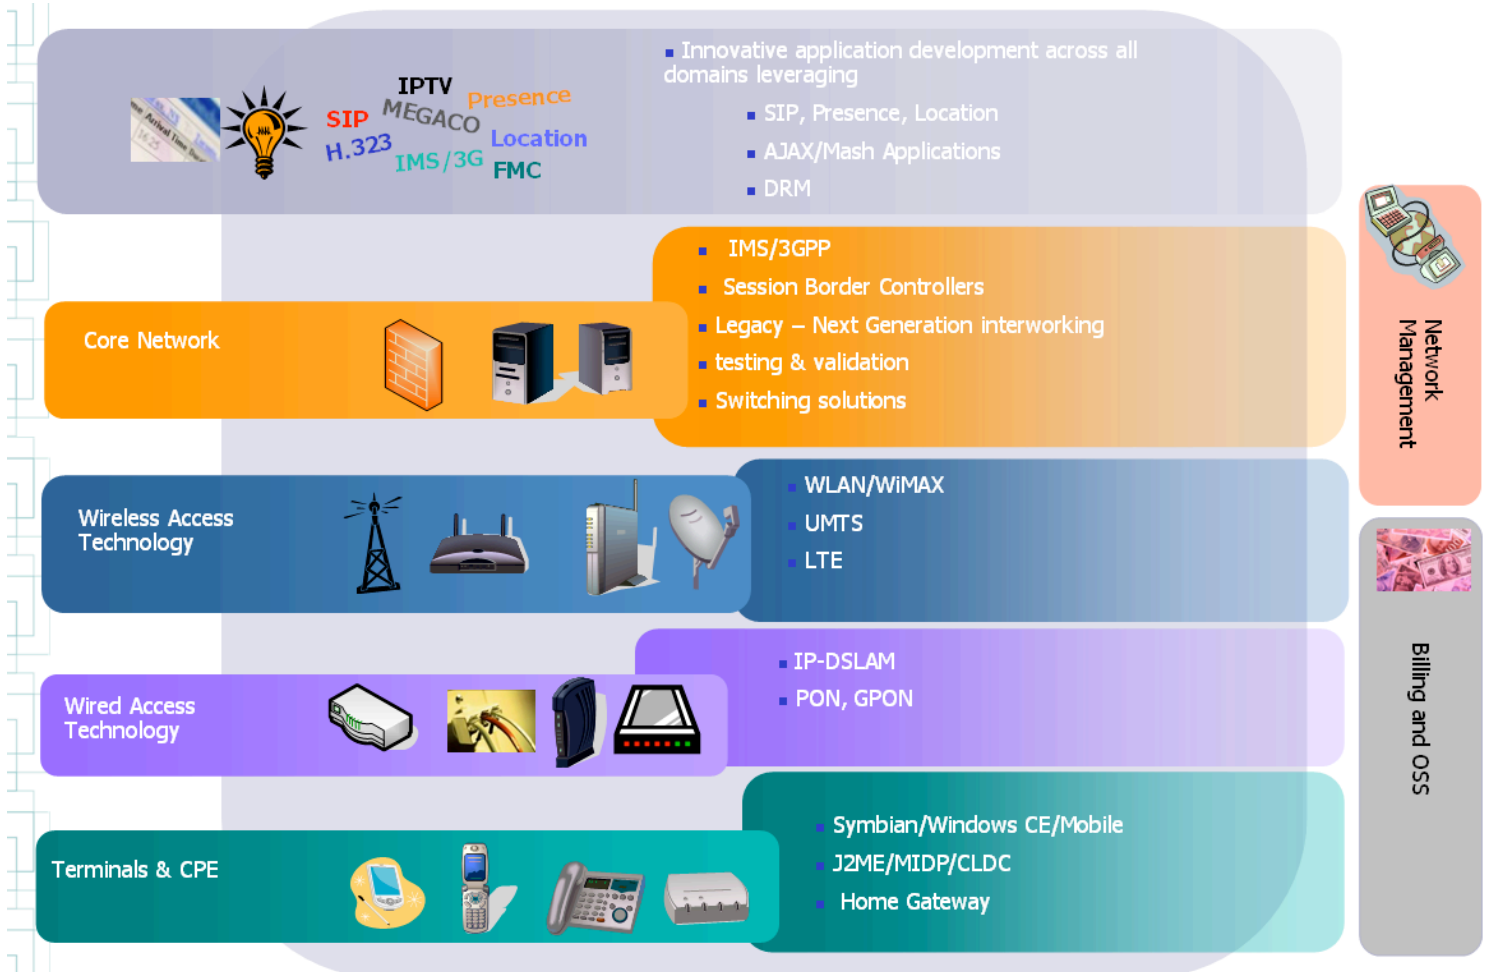 IPTV
SIP
MEGACO
Presence
H.323
Location
IMS/3G
FMC
Innovative application development across all
domains leveraging
SIP, Presence, Location
AJAX/Mash Applications
DRM
Core Network
IMS/3GPP
Session Border Controllers
Legacy – Next Generation interworking
testing & validation
Switching solutions
Wireless Access
Technology
WLAN/WiMAX
UMTS
LTE
Wired Access
Technology
IP-DSLAM
PON, GPON
Terminals & CPE
Symbian/Windows CE/Mobile
J2ME/MIDP/CLDC
Home Gateway
Network
Management
Billing and OSS